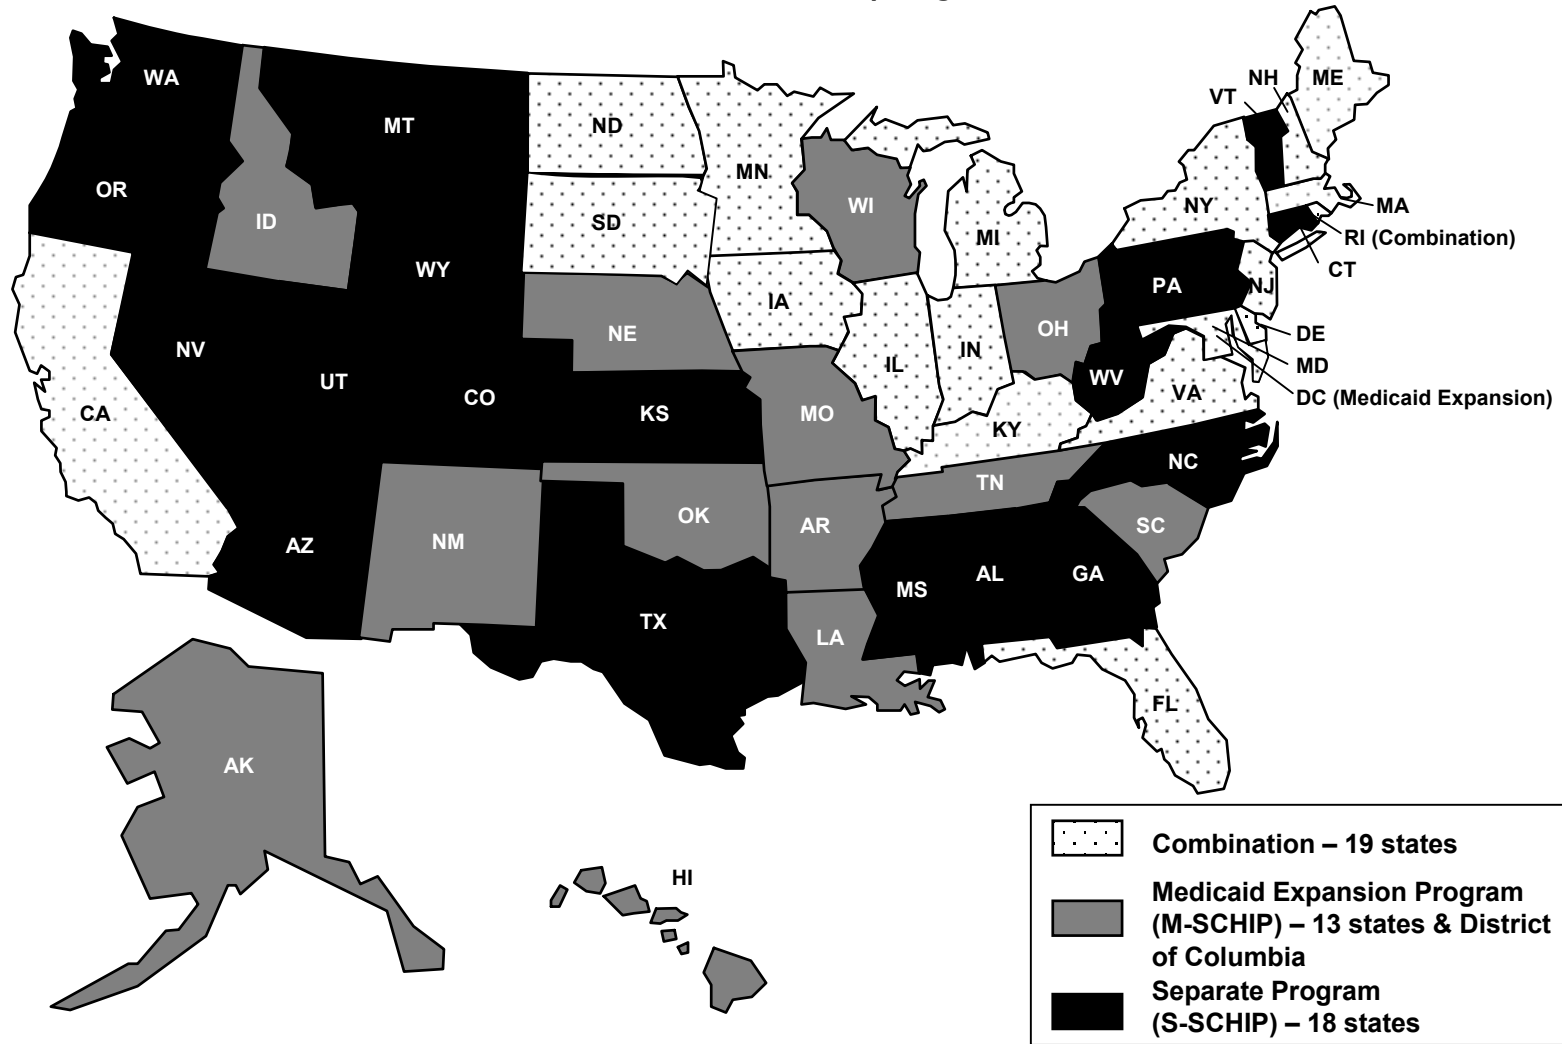 WA
MT
ND
MN
VT
NH
ME
OR
ID
SD
WI
MI
NY
MA
RI (Combination)
CT
WY
IA
PA
NJ
NV
NE
OH
DE
MD
DC (Medicaid Expansion)
UT
CO
KS
MO
IL
IN
WV
VA
CA
KY
NC
AZ
NM
OK
AR
TN
SC
TX
LA
MS
AL
GA
FL
AK
HI
Combination – 19 states
Medicaid Expansion Program
(M-SCHIP) – 13 states & District
of Columbia
Separate Program
(S-SCHIP) – 18 states